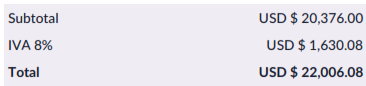 Subtotal USD $ 20,376.00
IVA 8% USD $ 1,630.08
Total USD $ 22,006.08